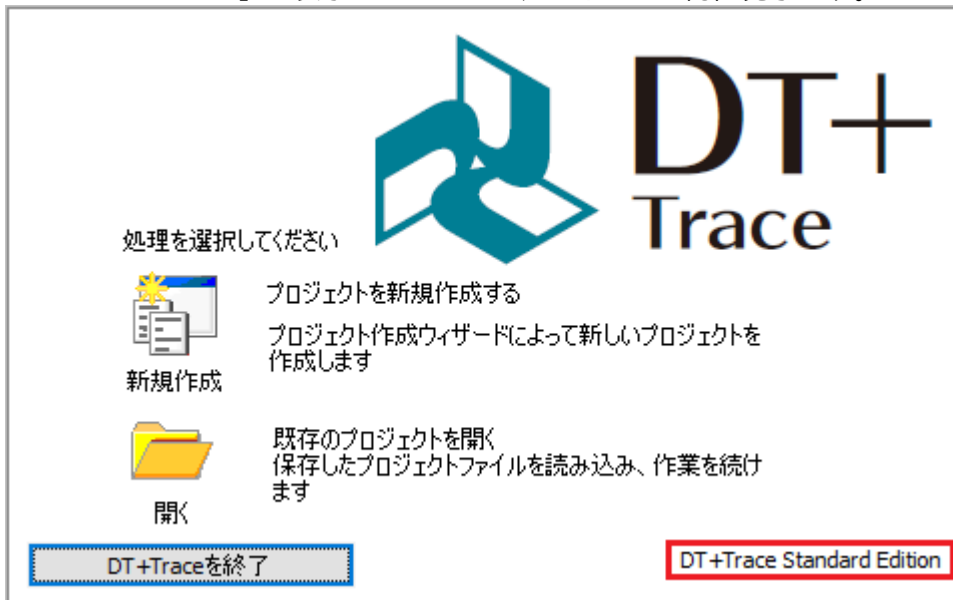 DT+
Trace
処理を選択してください
プロジェクトを新規作成する
プロジェクト作成ウィザードによって新しいプロジェクトを
作成します
新規作成
既存のプロジェクトを開く
保存したプロジェクトファイルを読み込み、作業を続け
ます
開く
DT+Traceを終了
DT+Trace Standard Edition